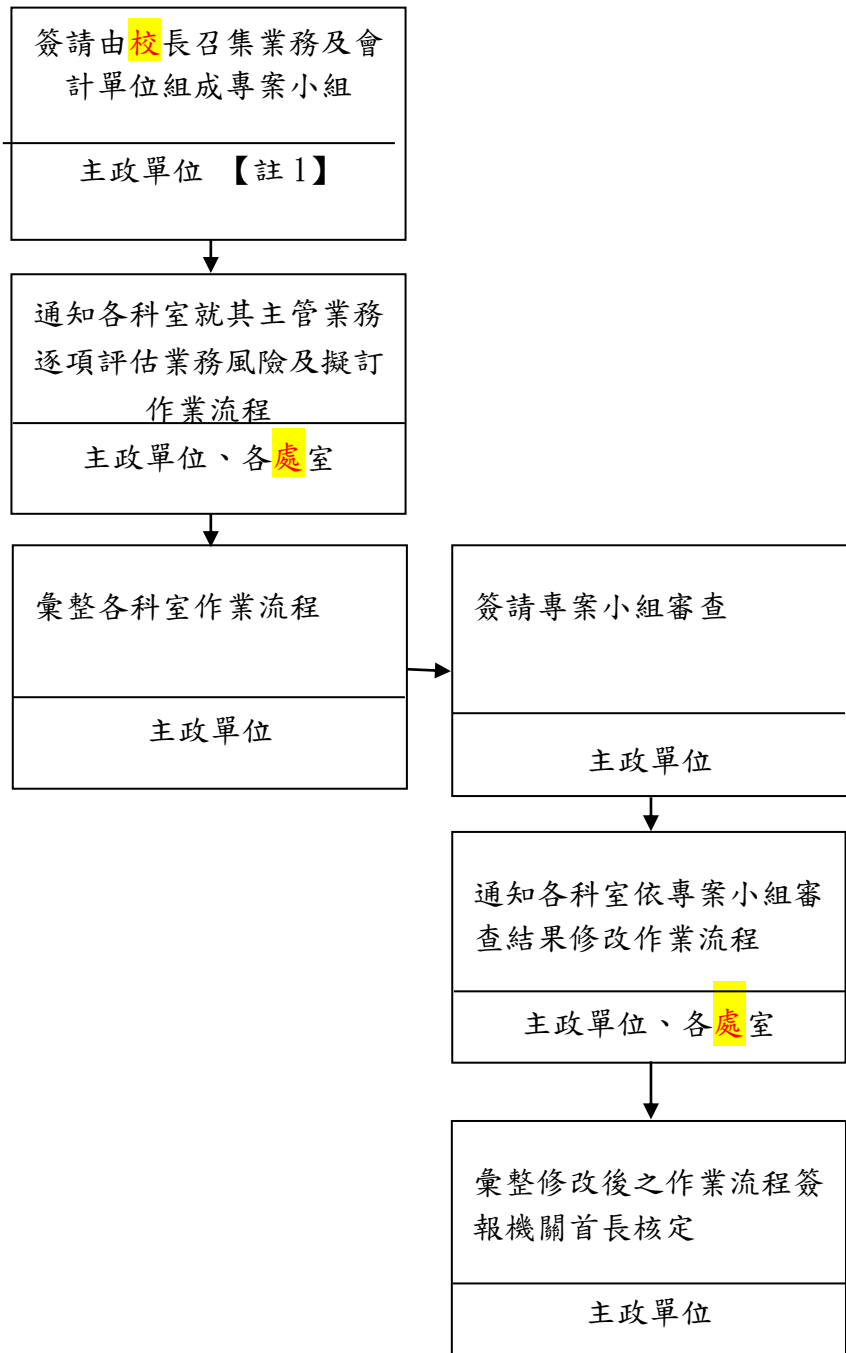 簽請由校長召集業務及會
計單位組成專案小組
主政單位 【註1】
通知各科室就其主管業務
逐項評估業務風險及擬訂
作業流程
主政單位、各處室
彙整各科室作業流程
主政單位
簽請專案小組審查
主政單位
通知各科室依專案小組審
查結果修改作業流程
主政單位、各處室
彙整修改後之作業流程簽
報機關首長核定
主政單位